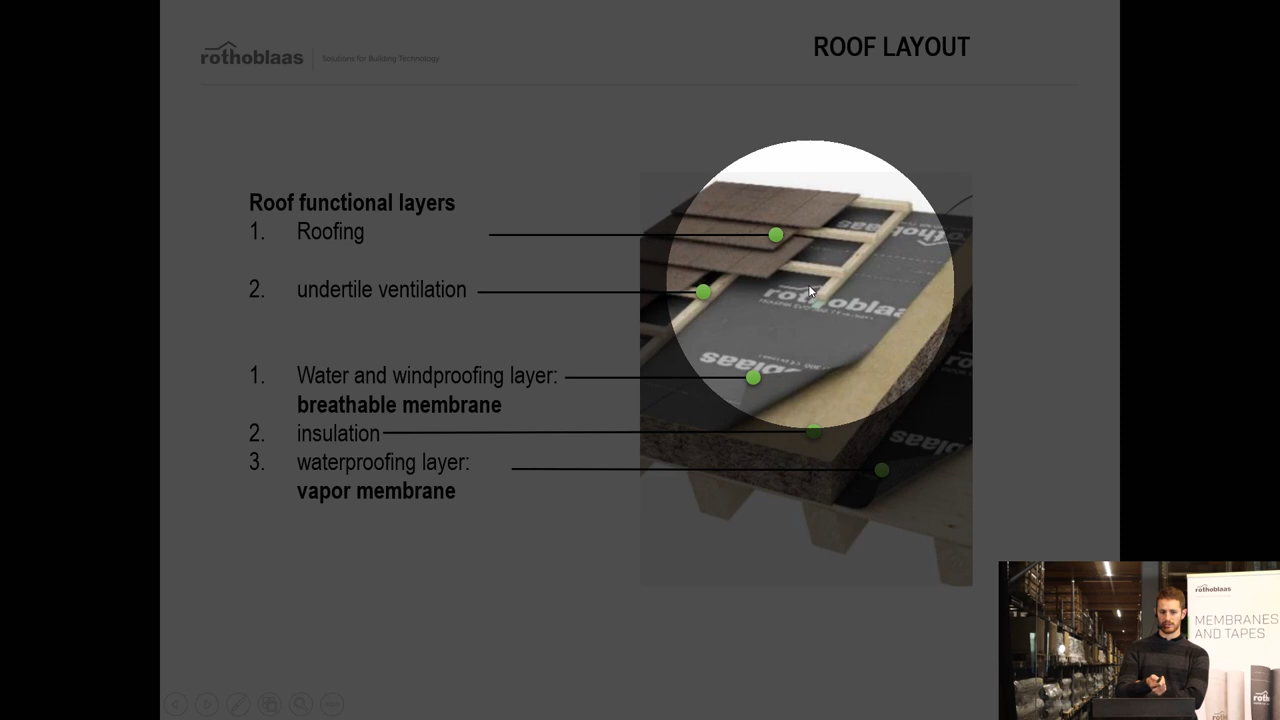 rothoblaas
Solutions for Building Technology
ROOF LAYOUT
Roof functional layers
1. Roofing
2. undertile ventilation
1. Water and windproofing layer:
breathable membrane
2. insulation
3. waterproofing layer:
vapor membrane
rothoblaas
rothoblaas
MEMBRANES
AND TAPES